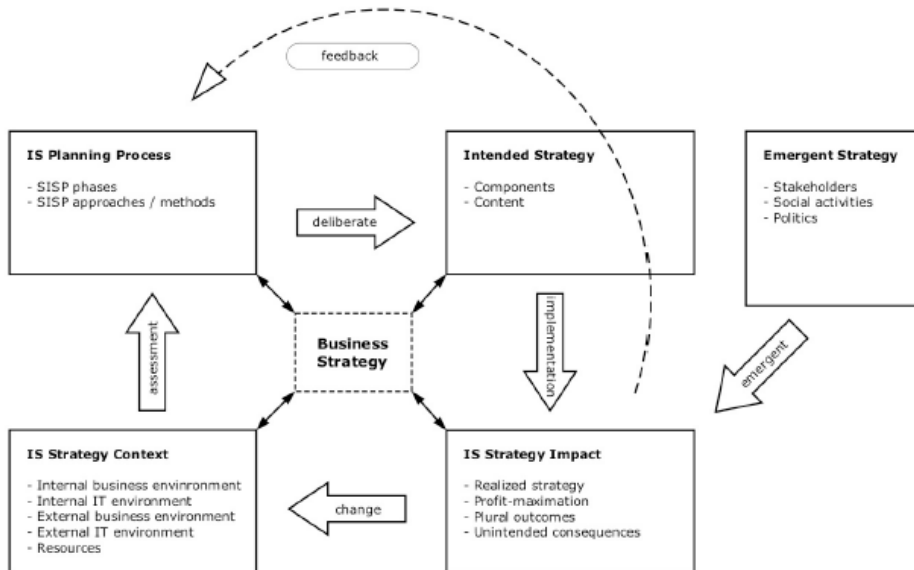 feedback
IS Planning Process
- SISP phases
- SISP approaches / methods
deliberate
Intended Strategy
- Components
- Content
Emergent Strategy
- Stakeholders
- Social activities
- Politics
assessment
Business
Strategy
implementation
emergent
IS Strategy Context
- Internal business envinronment
- Internal IT environment
- External business environment
- External IT environment
- Resources
change
IS Strategy Impact
- Realized strategy
- Profit-maximation
- Plural outcomes
- Unintended consequences